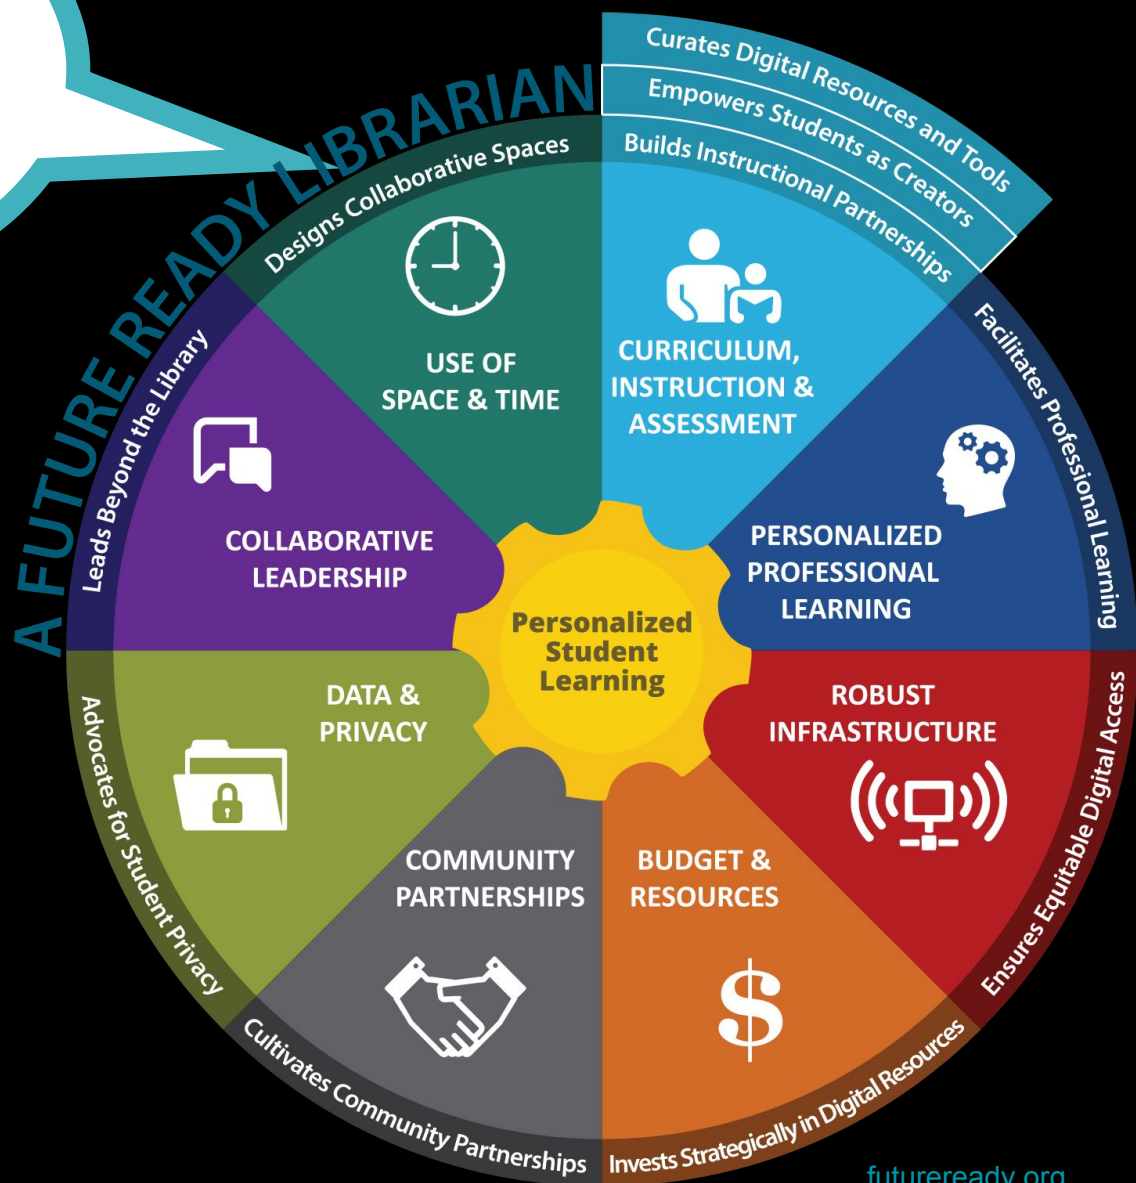 A FUTURE READY LIBRARIAN
Curates Digital Resources and Tools
Empowers Students as Creators
Builds Instructional Partnerships
CURRICULUM,
INSTRUCTION &
ASSESSMENT
Facilitates Professional Learning
PERSONALIZED
PROFESSIONAL
LEARNING
Ensures Equitable Digital Access
ROBUST
INFRASTRUCTURE
Invests Strategically in Digital Resources
BUDGET &
RESOURCES
$
Cultivates Community Partnerships
COMMUNITY
PARTNERSHIPS
Advocates for Student Privacy
DATA &
PRIVACY
Leads Beyond the Library
COLLABORATIVE
LEADERSHIP
Designs Collaborative Spaces
USE OF
SPACE & TIME
Personalized
Student
Learning
futureready.org